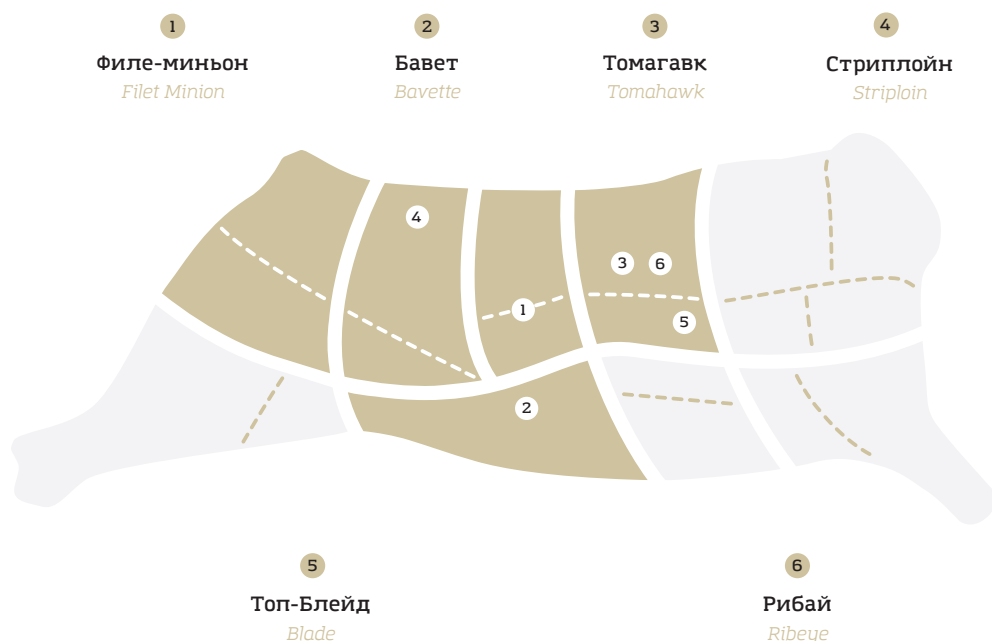 1 2 3 4
Филе-миньон Бавет Томагавк Стриплойн
Filet Minion Bavette Tomahawk Striploin
4
3 6
1 5
2
5 6
Топ-Блейд Рибай
Blade Ribeye